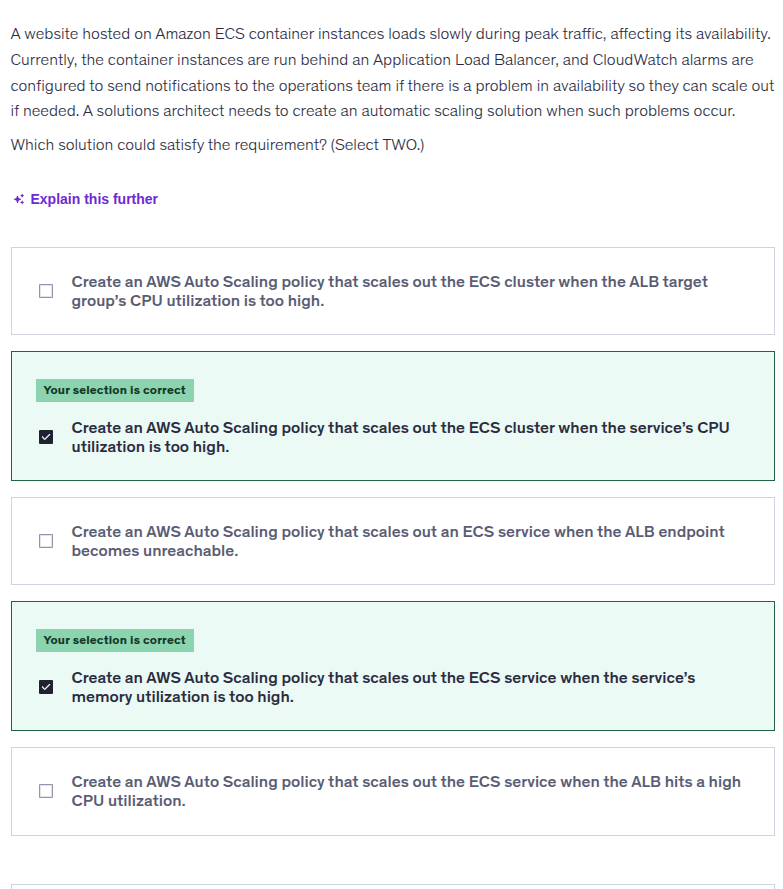 A website hosted on Amazon ECS container instances loads slowly during peak traffic, affecting its availability.
Currently, the container instances are run behind an Application Load Balancer, and CloudWatch alarms are
configured to send notifications to the operations team if there is a problem in availability so they can scale out
if needed. A solutions architect needs to create an automatic scaling solution when such problems occur.
Which solution could satisfy the requirement? (Select TWO.)
Explain this further
Create an AWS Auto Scaling policy that scales out the ECS cluster when the ALB target
group’s CPU utilization is too high.
Your selection is correct
Create an AWS Auto Scaling policy that scales out the ECS cluster when the service’s CPU
utilization is too high.
Create an AWS Auto Scaling policy that scales out an ECS service when the ALB endpoint
becomes unreachable.
Your selection is correct
Create an AWS Auto Scaling policy that scales out the ECS service when the service’s
memory utilization is too high.
Create an AWS Auto Scaling policy that scales out the ECS service when the ALB hits a high
CPU utilization.